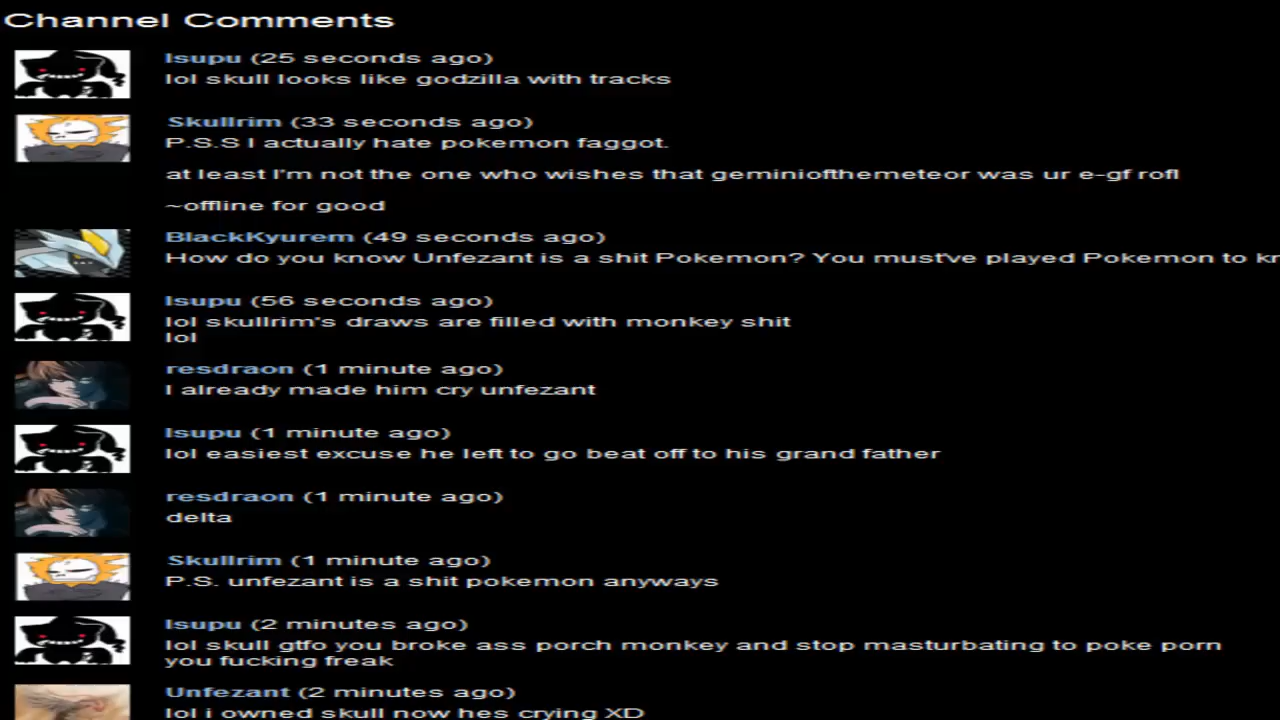 Channel Comments
Isupu (25 seconds ago)
lol skull looks like godzilla with tracks
Skullrim (33 seconds ago)
P.S.S I actually hate pokemon faggot.
at least I'm not the one who wishes that geminiofthemeteor was ur e-gf rofl
~offline for good
BlackKyurem (49 seconds ago)
How do you know Unfezant is a shit Pokemon? You must've played Pokemon to kn
Isupu (56 seconds ago)
lol skullrim's draws are filled with monkey shit
lol
resdraon (1 minute ago)
I already made him cry unfezant
Isupu (1 minute ago)
lol easiest excuse he left to go beat off to his grand father
resdraon (1 minute ago)
delta
Skullrim (1 minute ago)
P.S. unfezant is a shit pokemon anyways
Isupu (2 minutes ago)
lol skull gtfo you broke ass porch monkey and stop masturbating to poke porn
you fucking freak
Unfezant (2 minutes ago)
lol i owned skull now hes crying XD